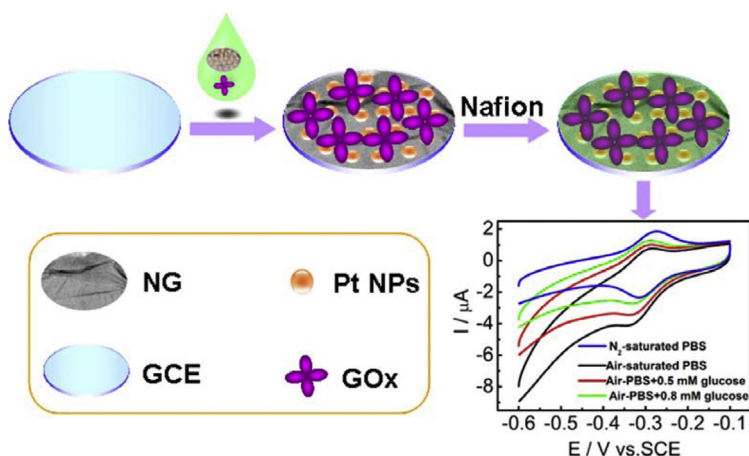 Nafion
NG
Pt NPs
GCE
GOx
I / μA
2
0
-2
-4
-6
-8
N₂-saturated PBS
Air-saturated PBS
Air-PBS+0.5 mM glucose
Air-PBS+0.8 mM glucose
-0.6 -0.5 -0.4 -0.3 -0.2 -0.1
E / V vs.SCE